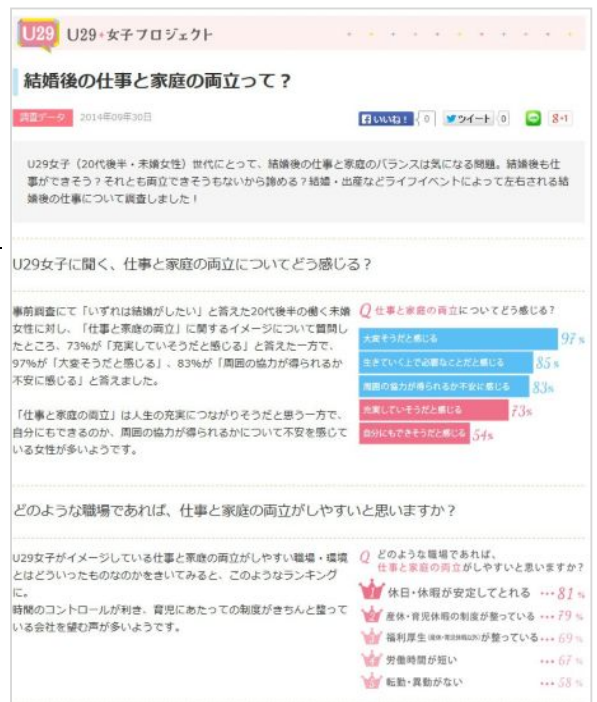 U29 U29・女子プロジェクト
結婚後の仕事と家庭の両立って？
調査データ 2014年09月30日 いいね！ 0 ツイート 0 8+1
U29女子（20代後半・未婚女性）世代にとって、結婚後の仕事と家庭のバランスは気になる問題。結婚後も仕
事ができそう？それとも両立できそうもないから諦める？結婚・出産などライフイベントによって左右される結
婚後の仕事について調査しました！
U29女子に聞く、仕事と家庭の両立についてどう感じる？
事前調査にて「いずれは結婚がしたい」と答えた20代後半の働く未婚
女性に対し、「仕事と家庭の両立」に関するイメージについて質問し
たところ、73%が「充実していそうだと感じる」と答えた一方で、
97%が「大変そうだと感じる」、83%が「周囲の協力が得られるか
不安に感じる」と答えました。
「仕事と家庭の両立」は人生の充実につながりそうだと思う一方で、
自分にもできるのか、周囲の協力が得られるかについて不安を感じて
いる女性が多いようです。
Q 仕事と家庭の両立についてどう感じる？
大変そうだと感じる 97%
生きていく上で必要なことだと感じる 85%
周囲の協力が得られるか不安に感じる 83%
充実していそうだと感じる 73%
自分にもできそうだと感じる 54%
どのような職場であれば、仕事と家庭の両立がしやすいと思いますか？
U29女子がイメージしている仕事と家庭の両立がしやすい職場・環境
とはどういったものなのかをきいてみると、このようなランキング
に。
時間のコントロールが利き、育児にあたっての制度がきちんと整って
いる会社を望む声が多いようです。
Q どのような職場であれば、
仕事と家庭の両立がしやすいと思いますか？
1 休日・休暇が安定してとれる ・・・81%
2 産休・育児休暇の制度が整っている ・・・79%
3 福利厚生(産休・育児休暇以外)が整っている ・・・69%
4 労働時間が短い ・・・67%
5 転勤・異動がない ・・・58%